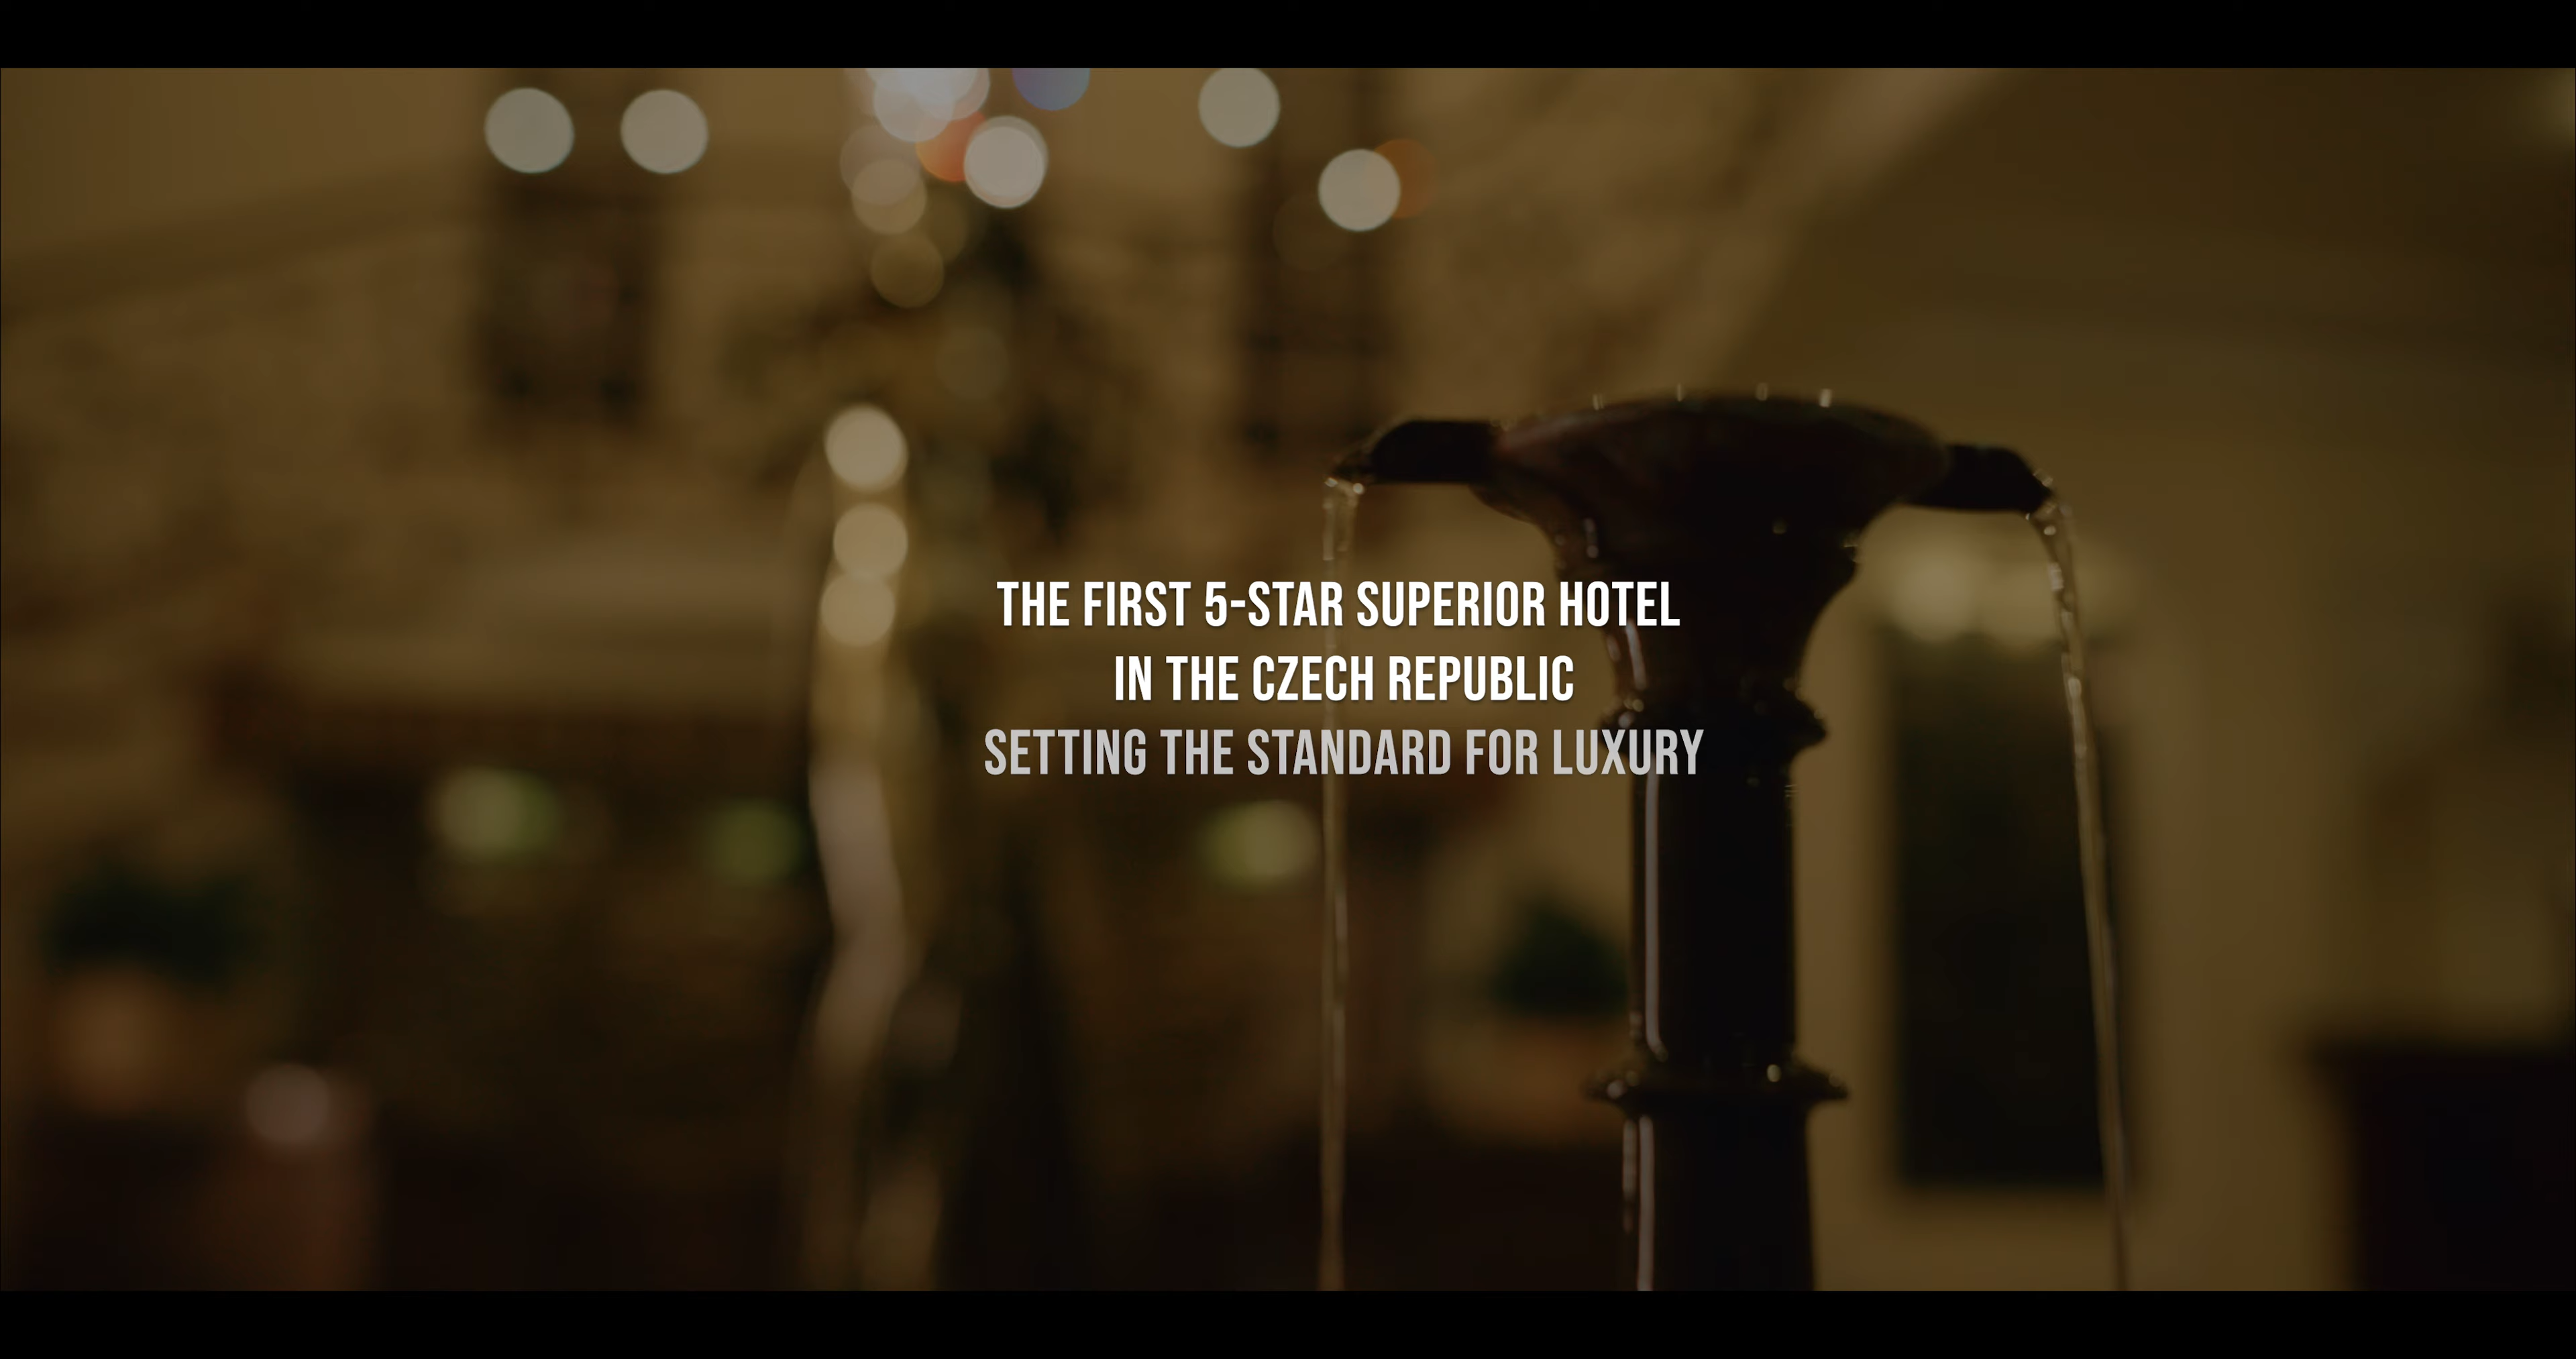 THE FIRST 5-STAR SUPERIOR HOTEL
IN THE CZECH REPUBLIC
SETTING THE STANDARD FOR LUXURY